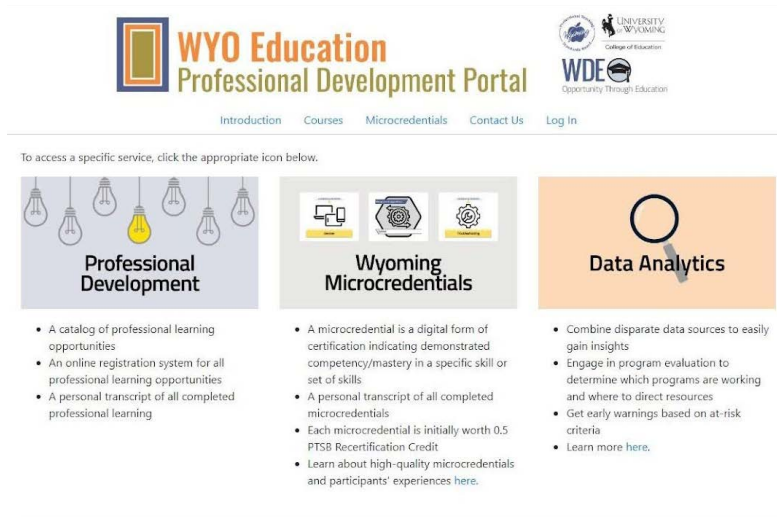 WYO Education
Professional Development Portal
UNIVERSITY
OF WYOMING
College of Education
WDE
Opportunity Through Education
Introduction Courses Microcredentials Contact Us Log In
To access a specific service, click the appropriate icon below.
Professional
Development
Wyoming
Microcredentials
Data Analytics
• A catalog of professional learning
opportunities
• An online registration system for all
professional learning opportunities
• A personal transcript of all completed
professional learning
• A microcredential is a digital form of
certification indicating demonstrated
competency/mastery in a specific skill or
set of skills
• A personal transcript of all completed
microcredentials
• Each microcredential is initially worth 0.5
PTSB Recertification Credit
• Learn about high-quality microcredentials
and participants' experiences here.
• Combine disparate data sources to easily
gain insights
• Engage in program evaluation to
determine which programs are working
and where to direct resources
• Get early warnings based on at-risk
criteria
• Learn more here.